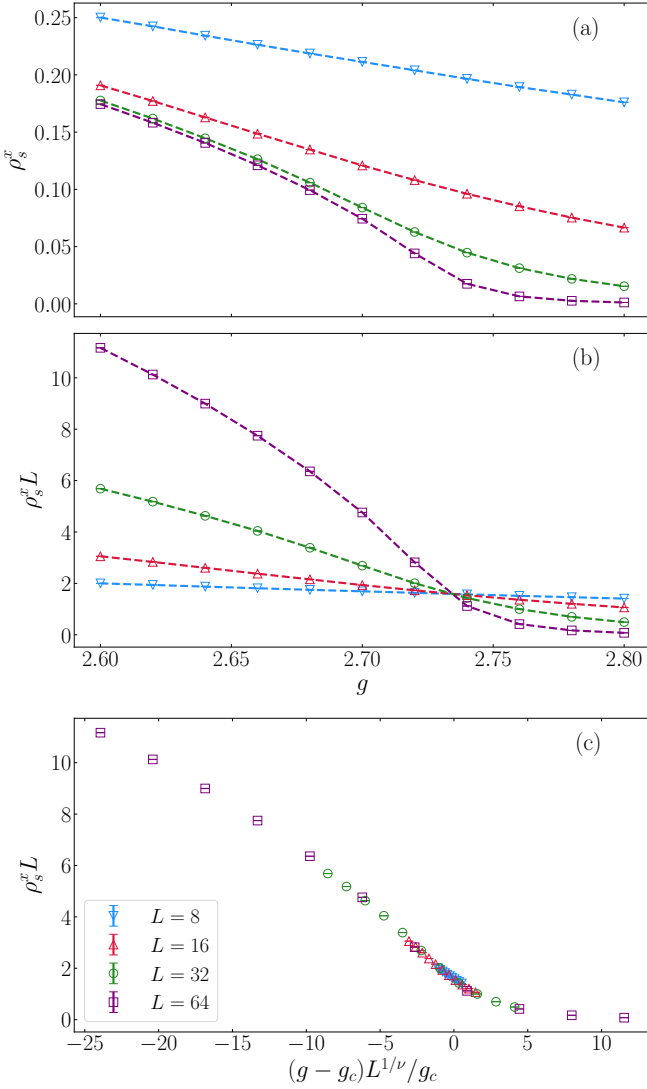 (a)
0.25
0.20
0.15
0.10
0.05
0.00
ρ_s^x
(b)
10
8
6
4
2
0
ρ_s^x L
2.60 2.65 2.70 2.75 2.80
g
(c)
10
8
6
4
2
0
ρ_s^x L
L = 8
L = 16
L = 32
L = 64
−25 −20 −15 −10 −5 0 5 10
(g − g_c)L^{1/ν}/g_c